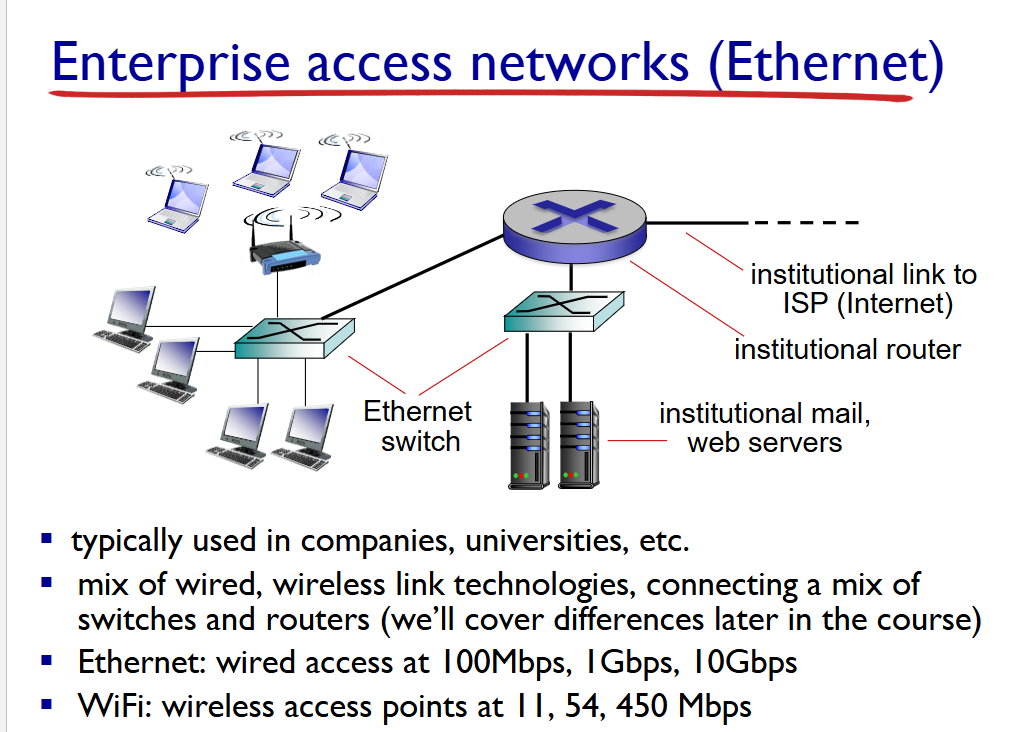 Enterprise access networks (Ethernet)
institutional link to
ISP (Internet)
institutional router
Ethernet
switch
institutional mail,
web servers
▪ typically used in companies, universities, etc.
▪ mix of wired, wireless link technologies, connecting a mix of
switches and routers (we’ll cover differences later in the course)
▪ Ethernet: wired access at 100Mbps, 1Gbps, 10Gbps
▪ WiFi: wireless access points at 11, 54, 450 Mbps